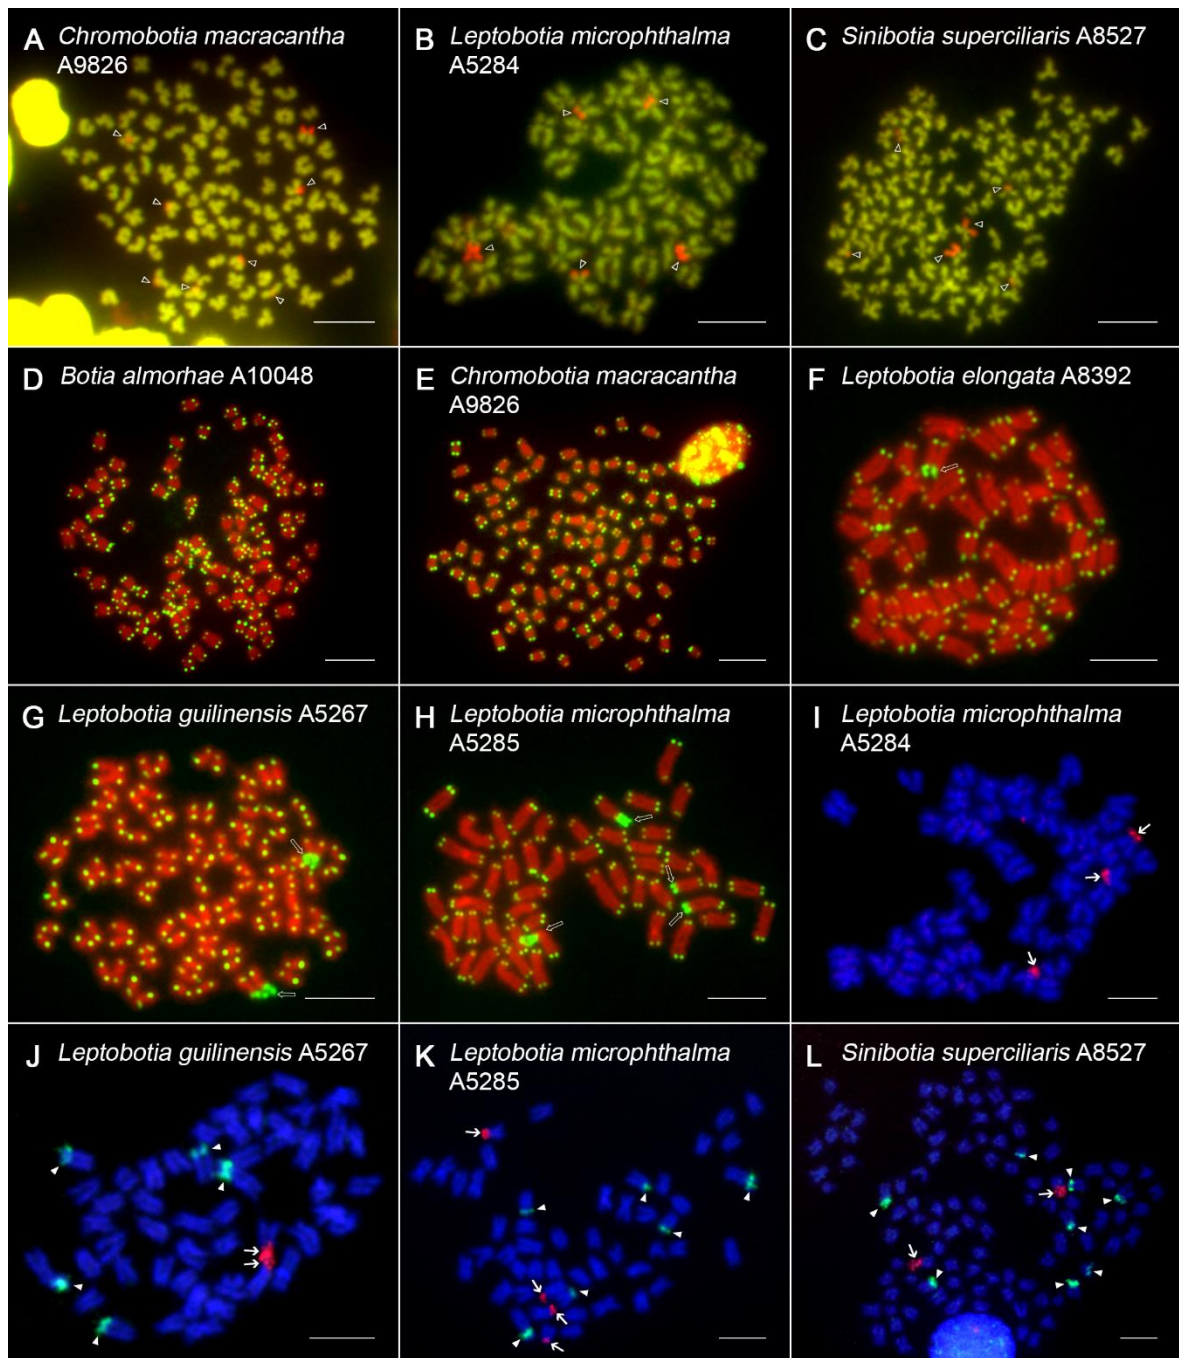 A Chromobotia macracantha
A9826
B Leptobotia microphthalma
A5284
C Sinibotia superciliaris A8527
D Botia almorhae A10048
E Chromobotia macracantha
A9826
F Leptobotia elongata A8392
G Leptobotia guilinensis A5267
H Leptobotia microphthalma
A5285
I Leptobotia microphthalma
A5284
J Leptobotia guilinensis A5267
K Leptobotia microphthalma
A5285
L Sinibotia superciliaris A8527